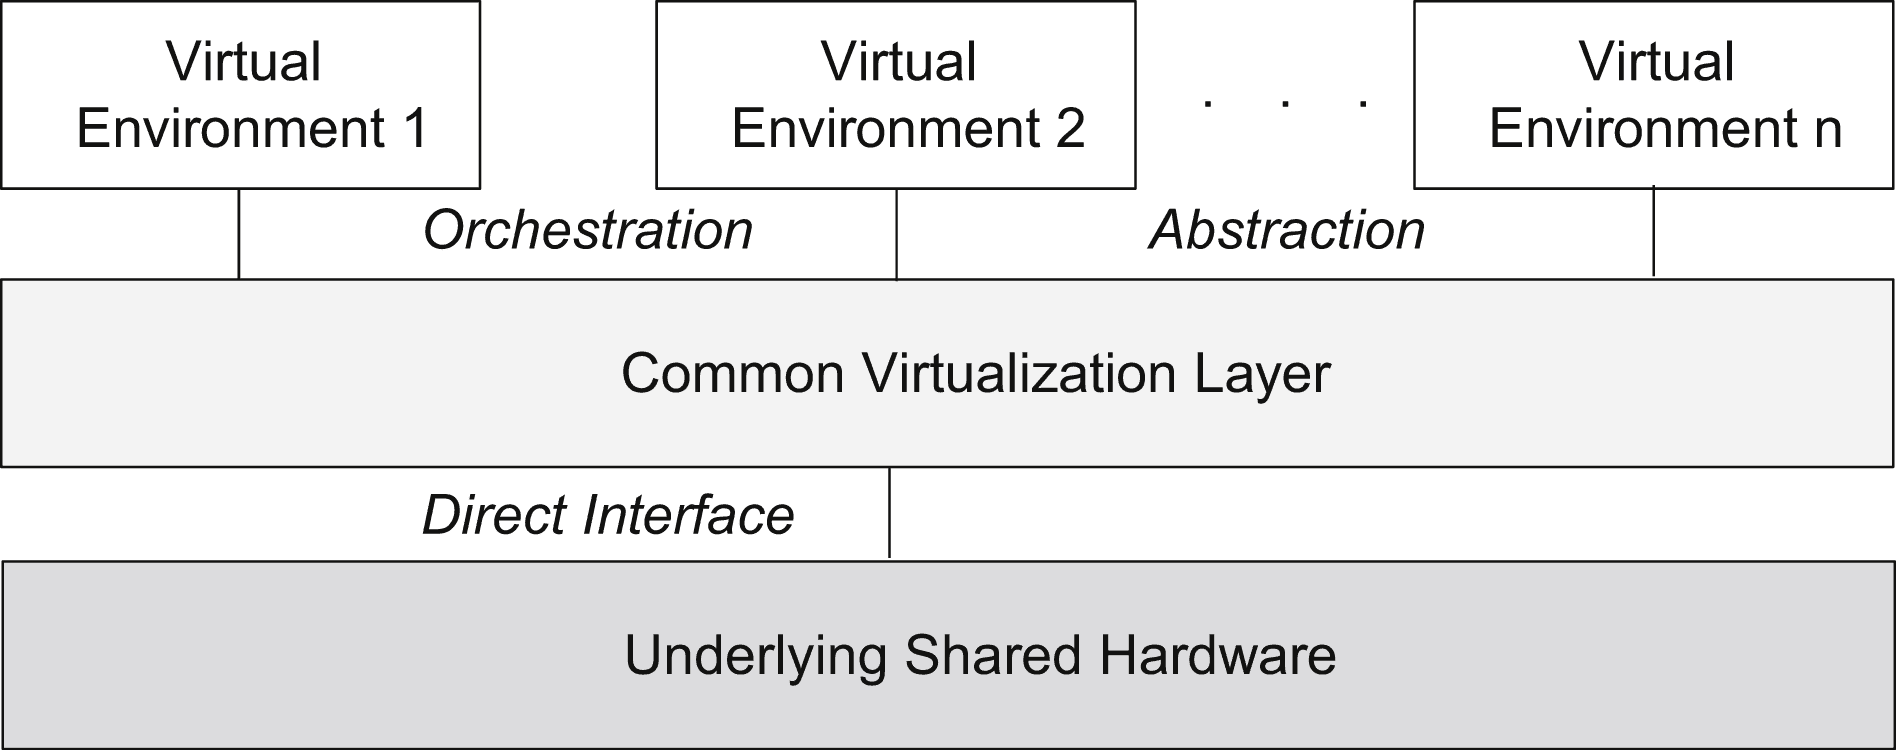 Virtual
Environment 1
Virtual
Environment 2
. . .
Virtual
Environment n
Orchestration
Abstraction
Common Virtualization Layer
Direct Interface
Underlying Shared Hardware